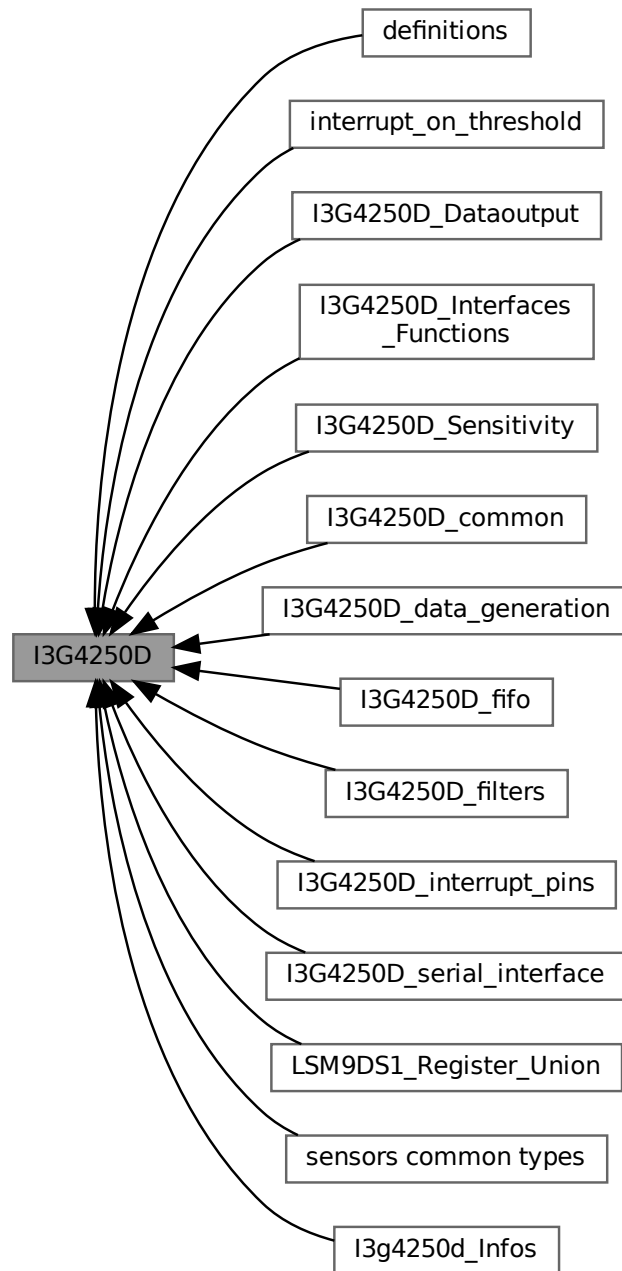 definitions
interrupt_on_threshold
I3G4250D_Dataoutput
I3G4250D_Interfaces
_Functions
I3G4250D_Sensitivity
I3G4250D_common
I3G4250D_data_generation
I3G4250D
I3G4250D_fifo
I3G4250D_filters
I3G4250D_interrupt_pins
I3G4250D_serial_interface
LSM9DS1_Register_Union
sensors common types
I3g4250d_Infos